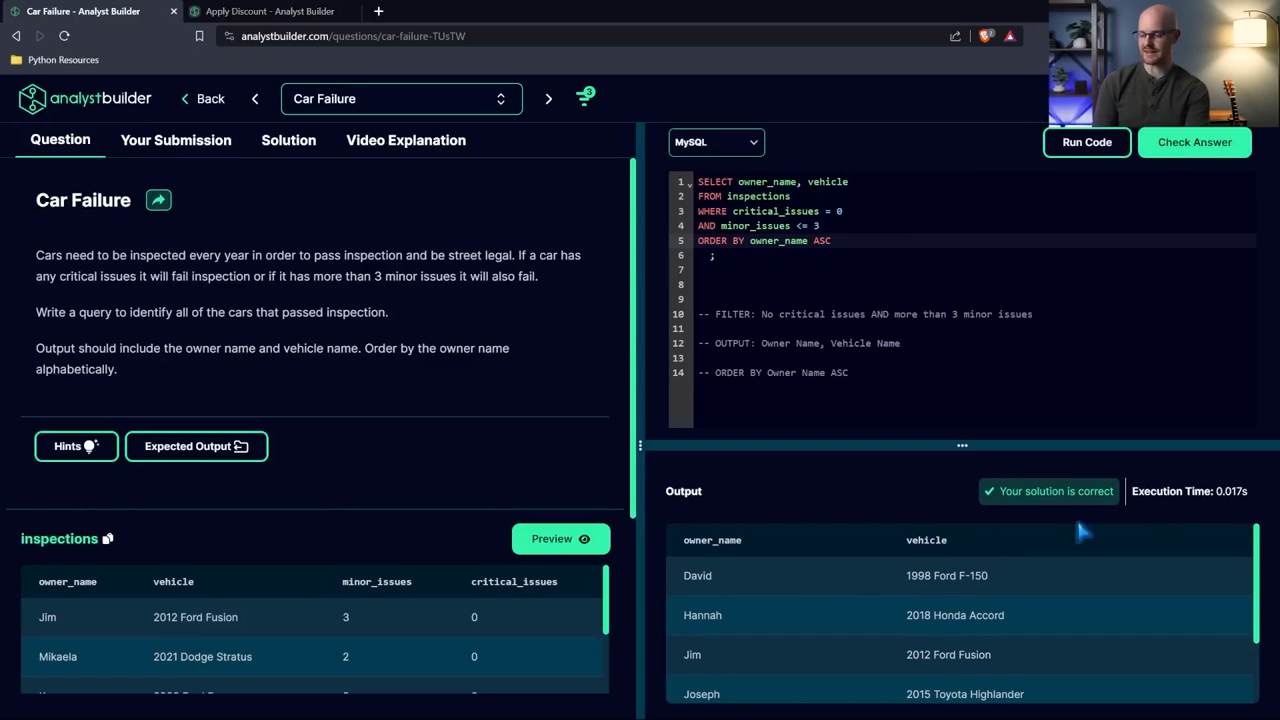 Car Failure - Analyst Builder
Apply Discount - Analyst Builder
analystbuilder.com/questions/car-failure-TUsTW
Python Resources
analystbuilder
Back
Car Failure
3
Question
Your Submission
Solution
Video Explanation
MySQL
Run Code
Check Answer
Car Failure
Cars need to be inspected every year in order to pass inspection and be street legal. If a car has
any critical issues it will fail inspection or if it has more than 3 minor issues it will also fail.
Write a query to identify all of the cars that passed inspection.
Output should include the owner name and vehicle name. Order by the owner name
alphabetically.
Hints
Expected Output
inspections
Preview
owner_name vehicle minor_issues critical_issues
Jim 2012 Ford Fusion 3 0
Mikaela 2021 Dodge Stratus 2 0
1 SELECT owner_name, vehicle
2 FROM inspections
3 WHERE critical_issues = 0
4 AND minor_issues <= 3
5 ORDER BY owner_name ASC
6 ;
7
8
9
10 -- FILTER: No critical issues AND more than 3 minor issues
11
12 -- OUTPUT: Owner Name, Vehicle Name
13
14 -- ORDER BY Owner Name ASC
Output
Your solution is correct
Execution Time: 0.017s
owner_name vehicle
David 1998 Ford F-150
Hannah 2018 Honda Accord
Jim 2012 Ford Fusion
Joseph 2015 Toyota Highlander